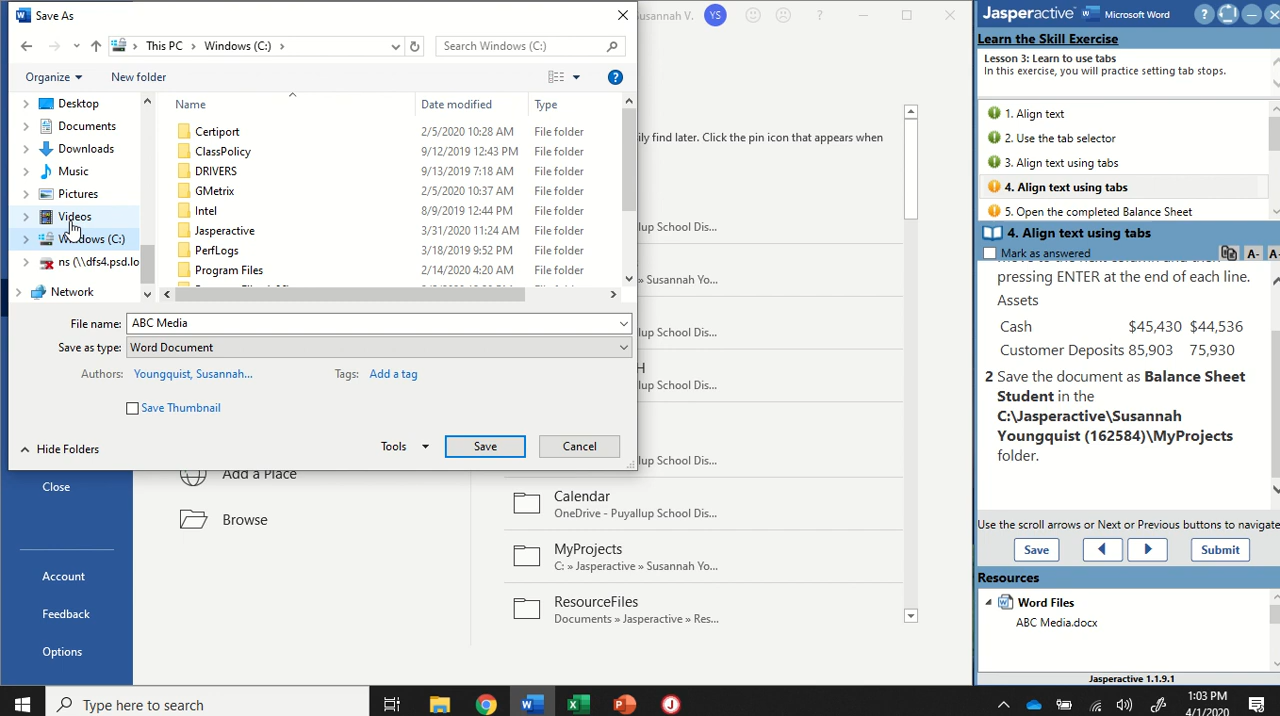 Save As
This PC
Windows (C:)
Search Windows (C:)
Organize
New folder
Desktop
Documents
Downloads
Music
Pictures
Videos
Windows (C:)
ns (\\dfs4.psd.lo
Network
Name
Date modified
Type
Certiport 2/5/2020 10:28 AM File folder
ClassPolicy 9/12/2019 12:43 PM File folder
DRIVERS 9/13/2019 7:18 AM File folder
GMetrix 2/5/2020 10:37 AM File folder
Intel 8/9/2019 12:44 PM File folder
Jasperactive 3/31/2020 11:24 AM File folder
PerfLogs 3/18/2019 9:52 PM File folder
Program Files 2/14/2020 4:20 AM File folder
File name: ABC Media
Save as type: Word Document
Authors: Youngquist, Susannah...
Tags: Add a tag
Save Thumbnail
Hide Folders
Tools
Save
Cancel
Susannah V. YS ?
ily find later. Click the pin icon that appears when
lup School Dis...
» Susannah Yo...
lup School Dis...
H
lup School Dis...
» Susannah Yo...
lup School Dis...
Add a Place
Browse
Calendar
OneDrive - Puyallup School Dis...
MyProjects
C: » Jasperactive » Susannah Yo...
ResourceFiles
Documents » Jasperactive » Res...
Close
Account
Feedback
Options
Jasperactive™ Microsoft Word
Learn the Skill Exercise
Lesson 3: Learn to use tabs
In this exercise, you will practice setting tab stops.
1. Align text
2. Use the tab selector
3. Align text using tabs
4. Align text using tabs
5. Open the completed Balance Sheet
4. Align text using tabs
Mark as answered A- A
pressing ENTER at the end of each line.
Assets
Cash $45,430 $44,536
Customer Deposits 85,903 75,930
2 Save the document as Balance Sheet
Student in the
C:\Jasperactive\Susannah
Youngquist (162584)\MyProjects
folder.
Use the scroll arrows or Next or Previous buttons to navigate
Save
Submit
Resources
Word Files
ABC Media.docx
Jasperactive 1.1.9.1
Type here to search
1:03 PM
4/1/2020